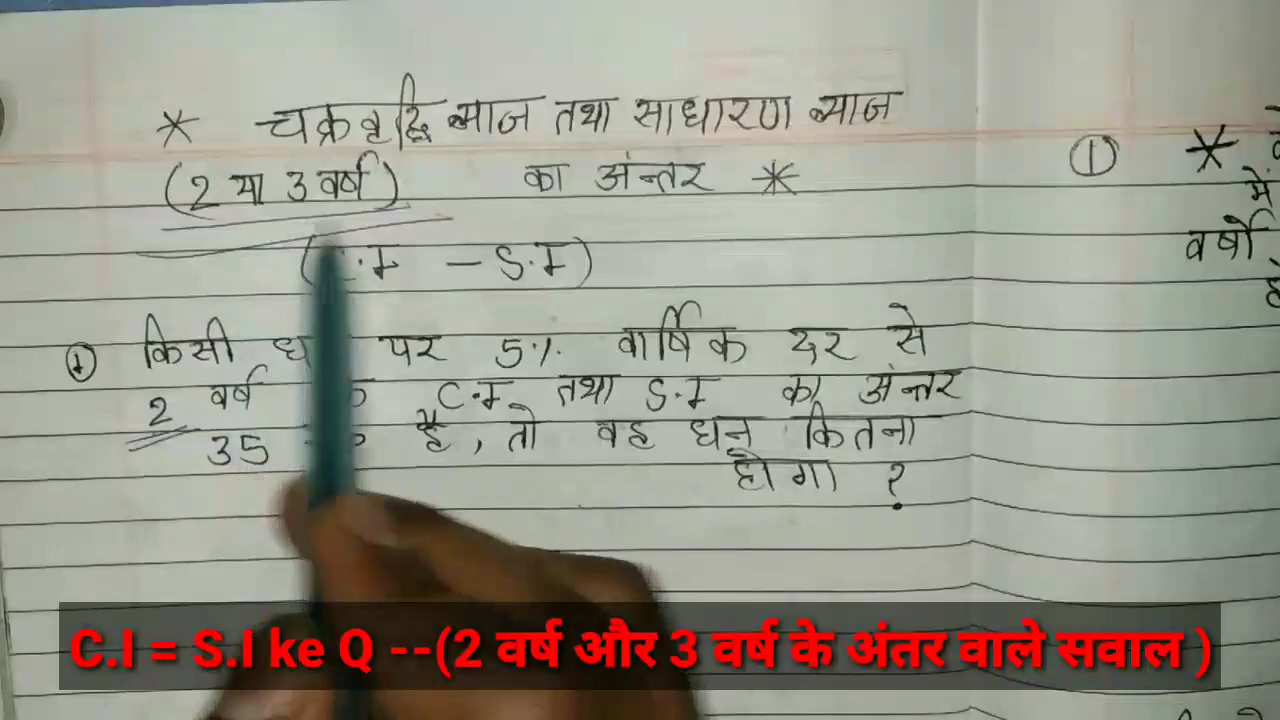 * चक्रवृद्धि ब्याज तथा साधारण ब्याज
(2 या 3 वर्ष) का अंन्तर *
.I - S.I)
① किसी पर 5% वार्षिक दर से
2 वर्ष C.I तथा S.I का अंन्तर
35 है, तो वह धन कितना
होगा ?
① *
में
वर्षो
C.I = S.I ke Q --(2 वर्ष और 3 वर्ष के अंतर वाले सवाल )